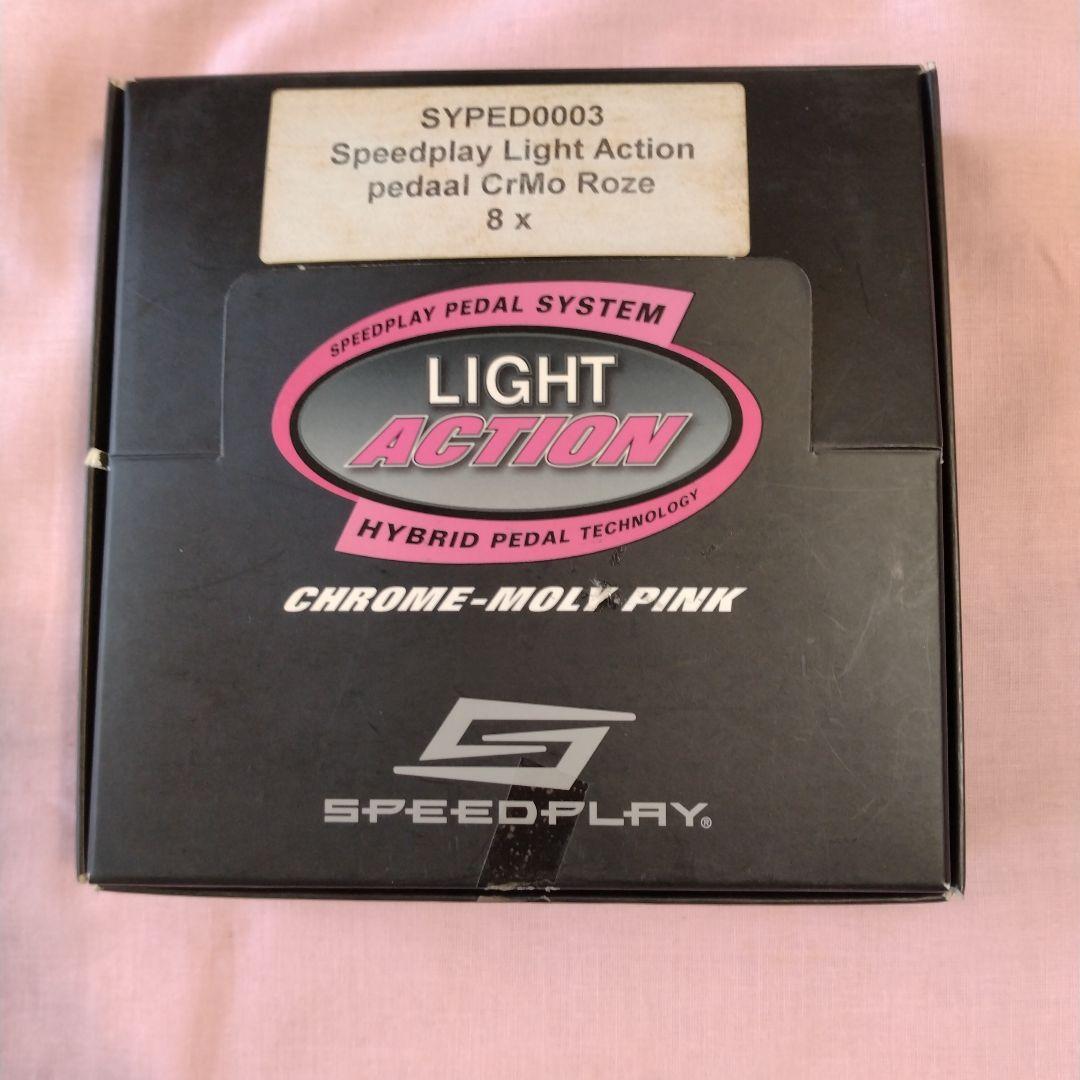 SYPED0003
Speedplay Light Action
pedaal CrMo Roze
8 x
SPEEDPLAY PEDAL SYSTEM
LIGHT
ACTION
HYBRID PEDAL TECHNOLOGY
CHROME-MOLY PINK
SPEEDPLAY®